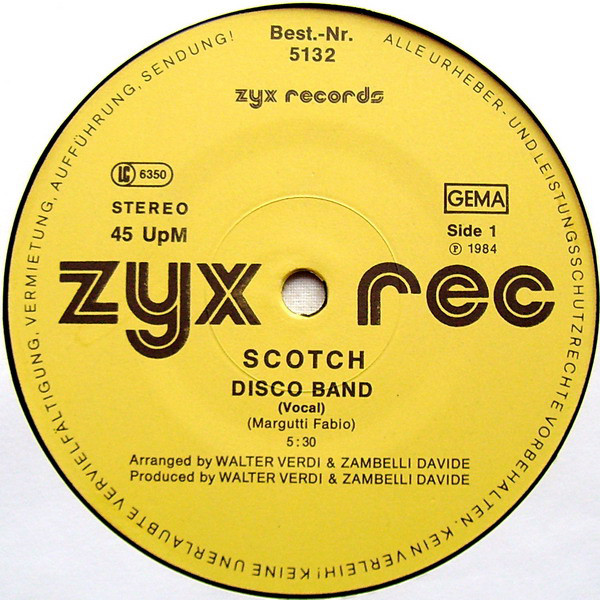 Best.-Nr.
5132
zyx records
LC 6350
STEREO
45 UpM
GEMA
Side 1
Ⓟ 1984
zyx rec
SCOTCH
DISCO BAND
(Vocal)
(Margutti Fabio)
5:30
Arranged by WALTER VERDI & ZAMBELLI DAVIDE
Produced by WALTER VERDI & ZAMBELLI DAVIDE
ALLE URHEBER- UND LEISTUNGSSCHUTZRECHTE VORBEHALTEN. KEIN VERLEIH! KEINE UNERLAUBTE VERVIELFÄLTIGUNG, VERMIETUNG, AUFFÜHRUNG, SENDUNG!